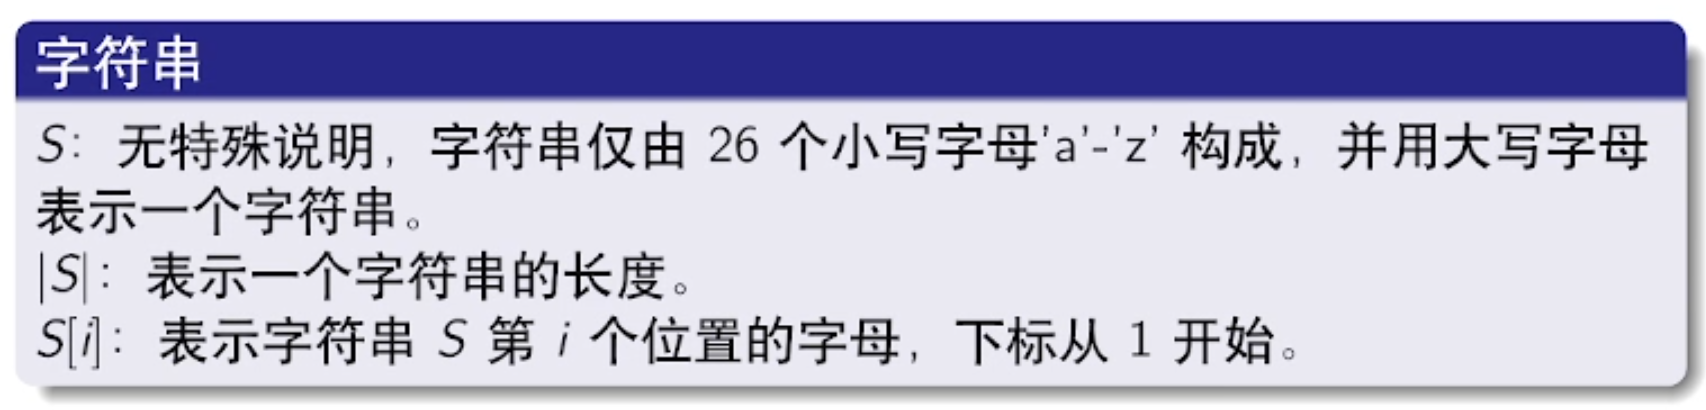 字符串
S：无特殊说明，字符串仅由 26 个小写字母'a'-'z' 构成，并用大写字母
表示一个字符串。
|S|：表示一个字符串的长度。
S[i]：表示字符串 S 第 i 个位置的字母，下标从 1 开始。